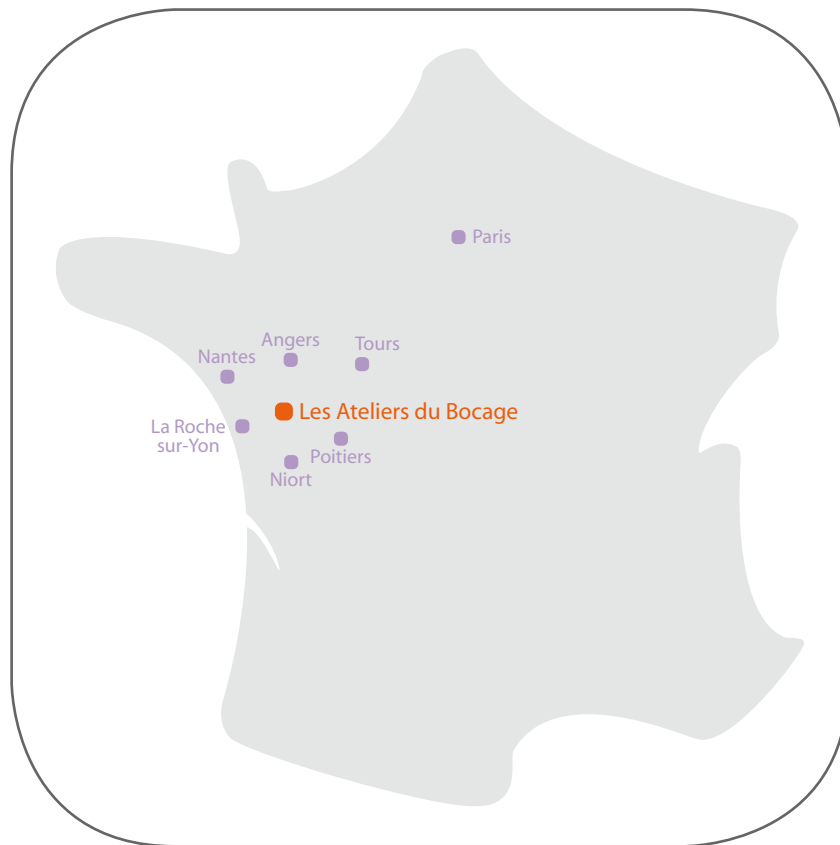 Paris
Angers
Tours
Nantes
Les Ateliers du Bocage
La Roche
sur-Yon
Poitiers
Niort